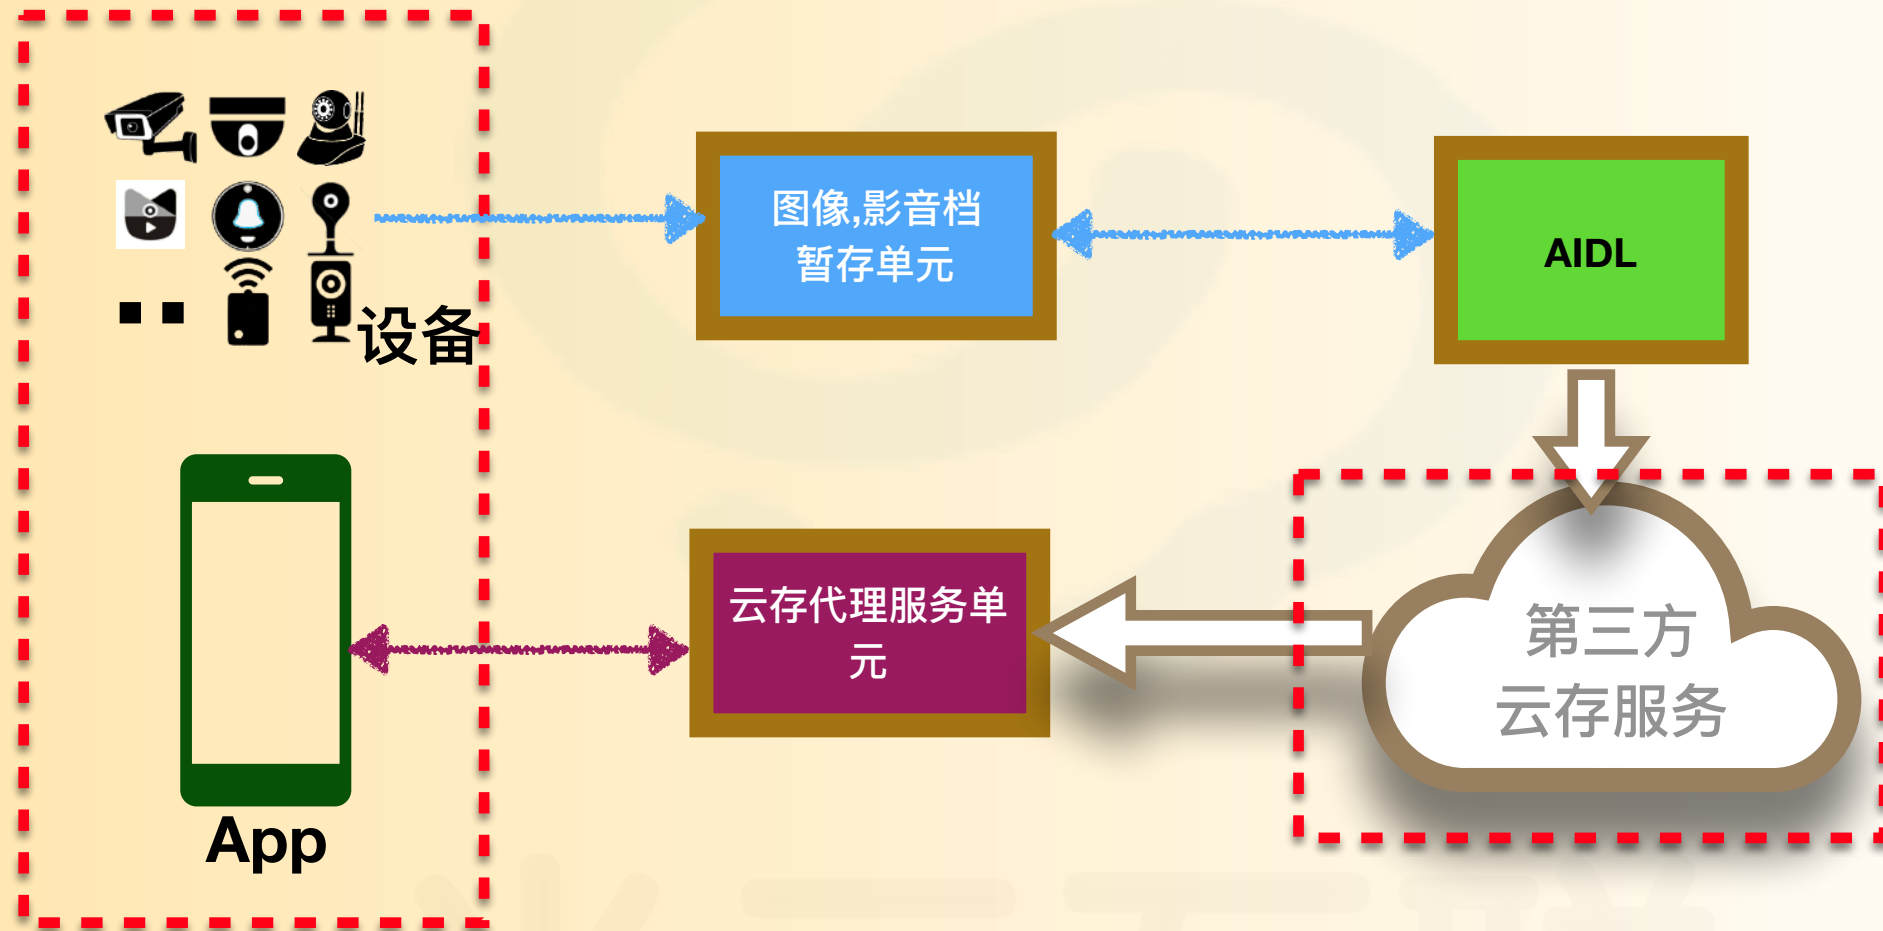 图像,影音档
暂存单元
AIDL
设备
云存代理服务单
元
第三方
云存服务
App